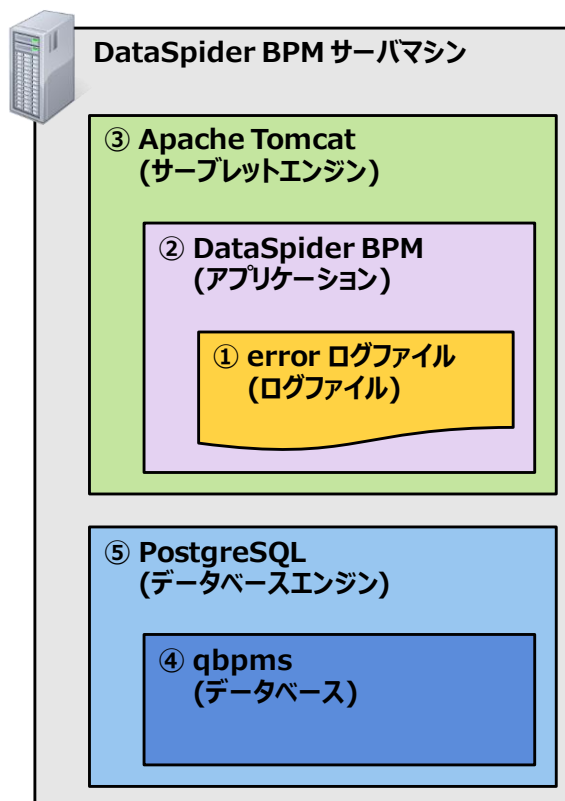 DataSpider BPM サーバマシン
③ Apache Tomcat
(サーブレットエンジン)
② DataSpider BPM
(アプリケーション)
① error ログファイル
(ログファイル)
⑤ PostgreSQL
(データベースエンジン)
④ qbpms
(データベース)